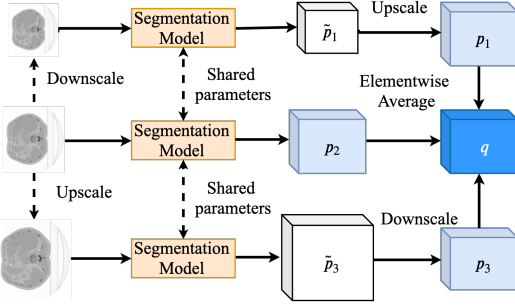 Segmentation
Model
p̃₁
Upscale
p₁
Downscale
Shared
parameters
Elementwise
Average
Segmentation
Model
p₂
q
Upscale
Shared
parameters
Downscale
Segmentation
Model
p̃₃
p₃